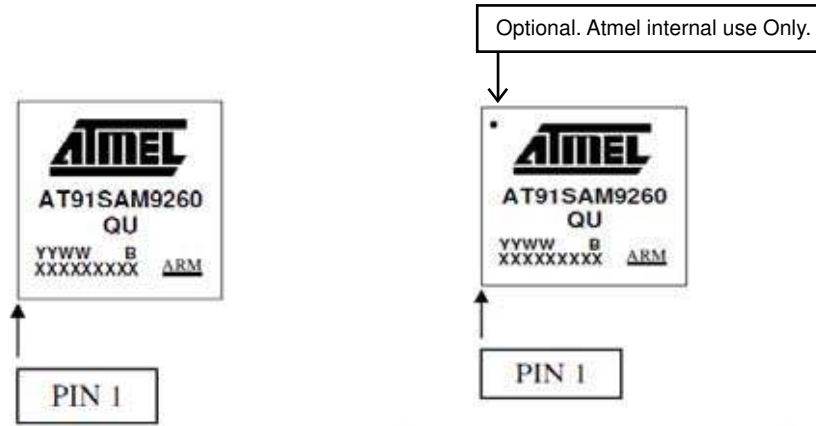 Optional. Atmel internal use Only.
ATMEL
AT91SAM9260
QU
YYWW B
XXXXXXXXX ARM
PIN 1
ATMEL
AT91SAM9260
QU
YYWW B
XXXXXXXXX ARM
PIN 1